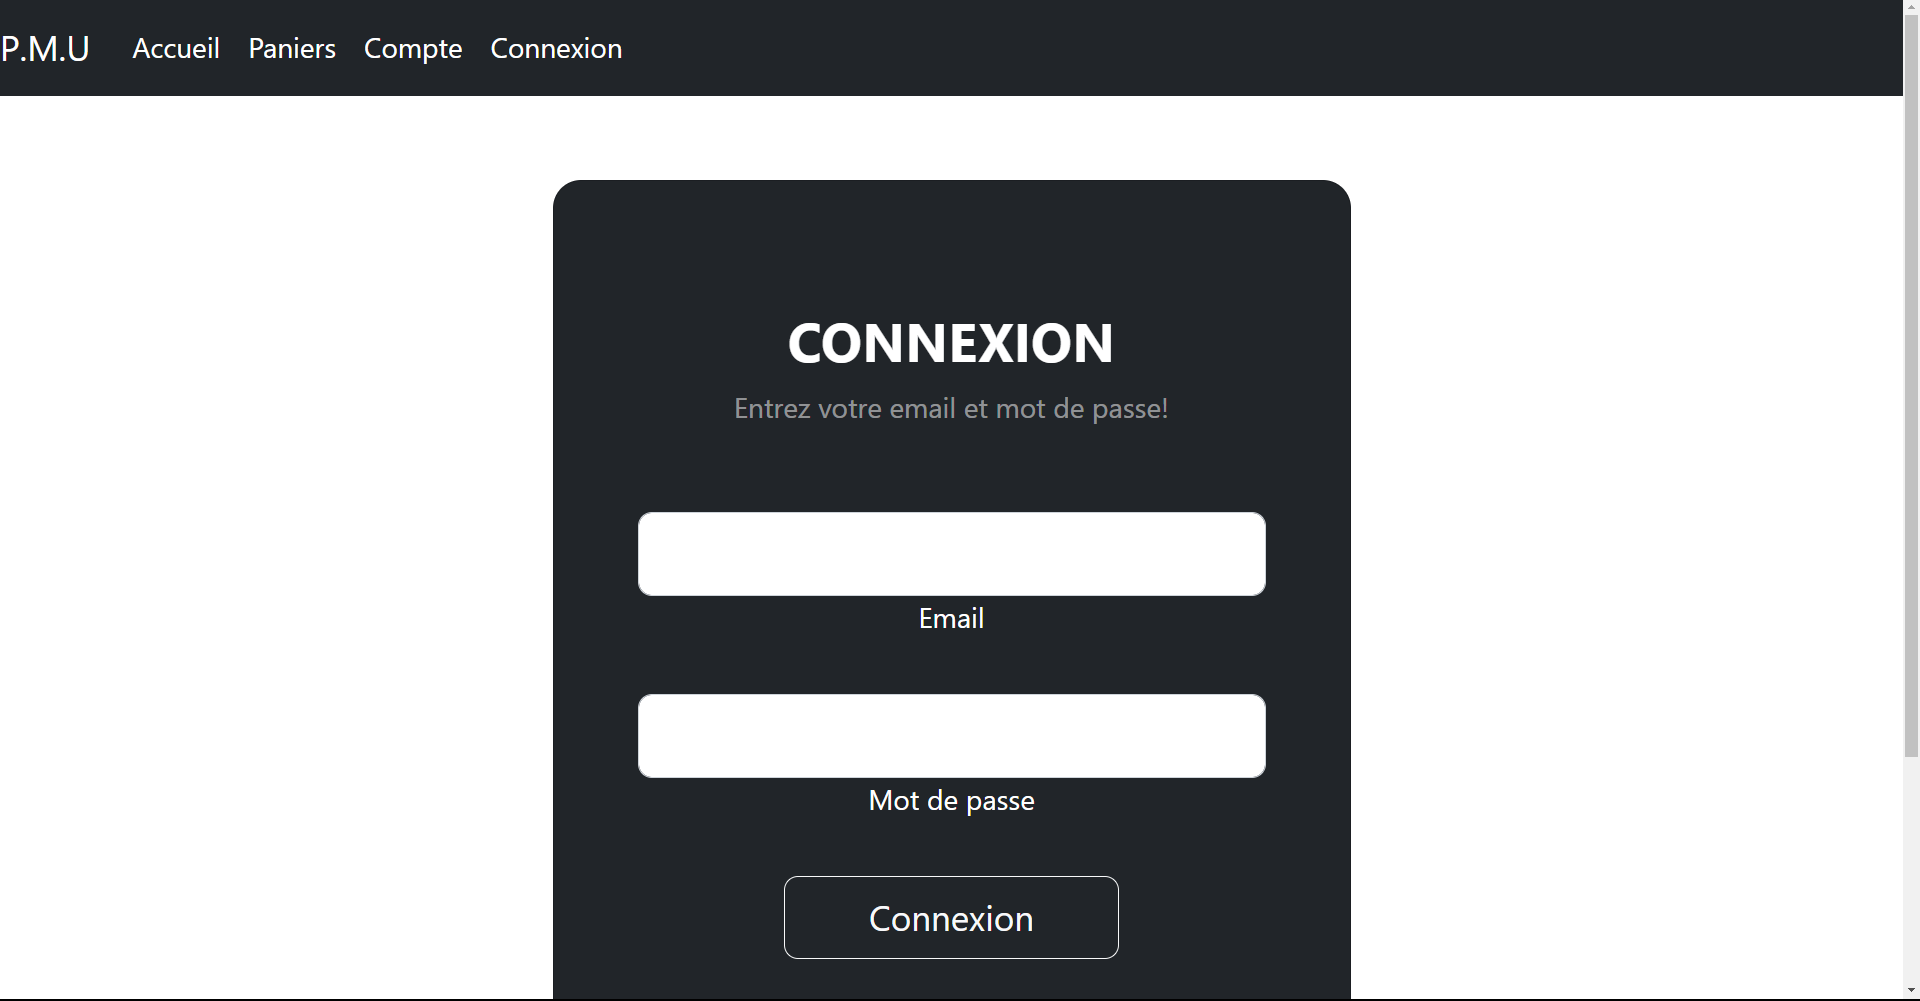 P.M.U Accueil Paniers Compte Connexion
CONNEXION
Entrez votre email et mot de passe!
Email
Mot de passe
Connexion